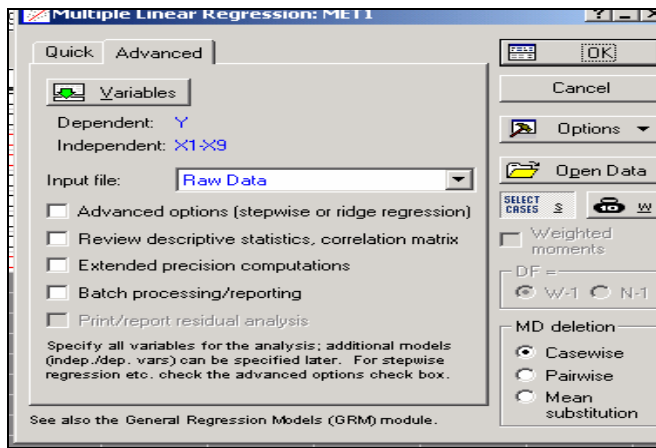 Multiple Linear Regression: MET1
Quick Advanced
Variables
Dependent: Y
Independent: X1-X9
Input file: Raw Data
Advanced options (stepwise or ridge regression)
Review descriptive statistics, correlation matrix
Extended precision computations
Batch processing/reporting
Print/report residual analysis
Specify all variables for the analysis; additional models
(indep./dep. vars) can be specified later. For stepwise
regression etc. check the advanced options check box.
See also the General Regression Models (GRM) module.
OK
Cancel
Options
Open Data
SELECT
CASES S W
Weighted
moments
DF =
W-1 N-1
MD deletion
Casewise
Pairwise
Mean
substitution